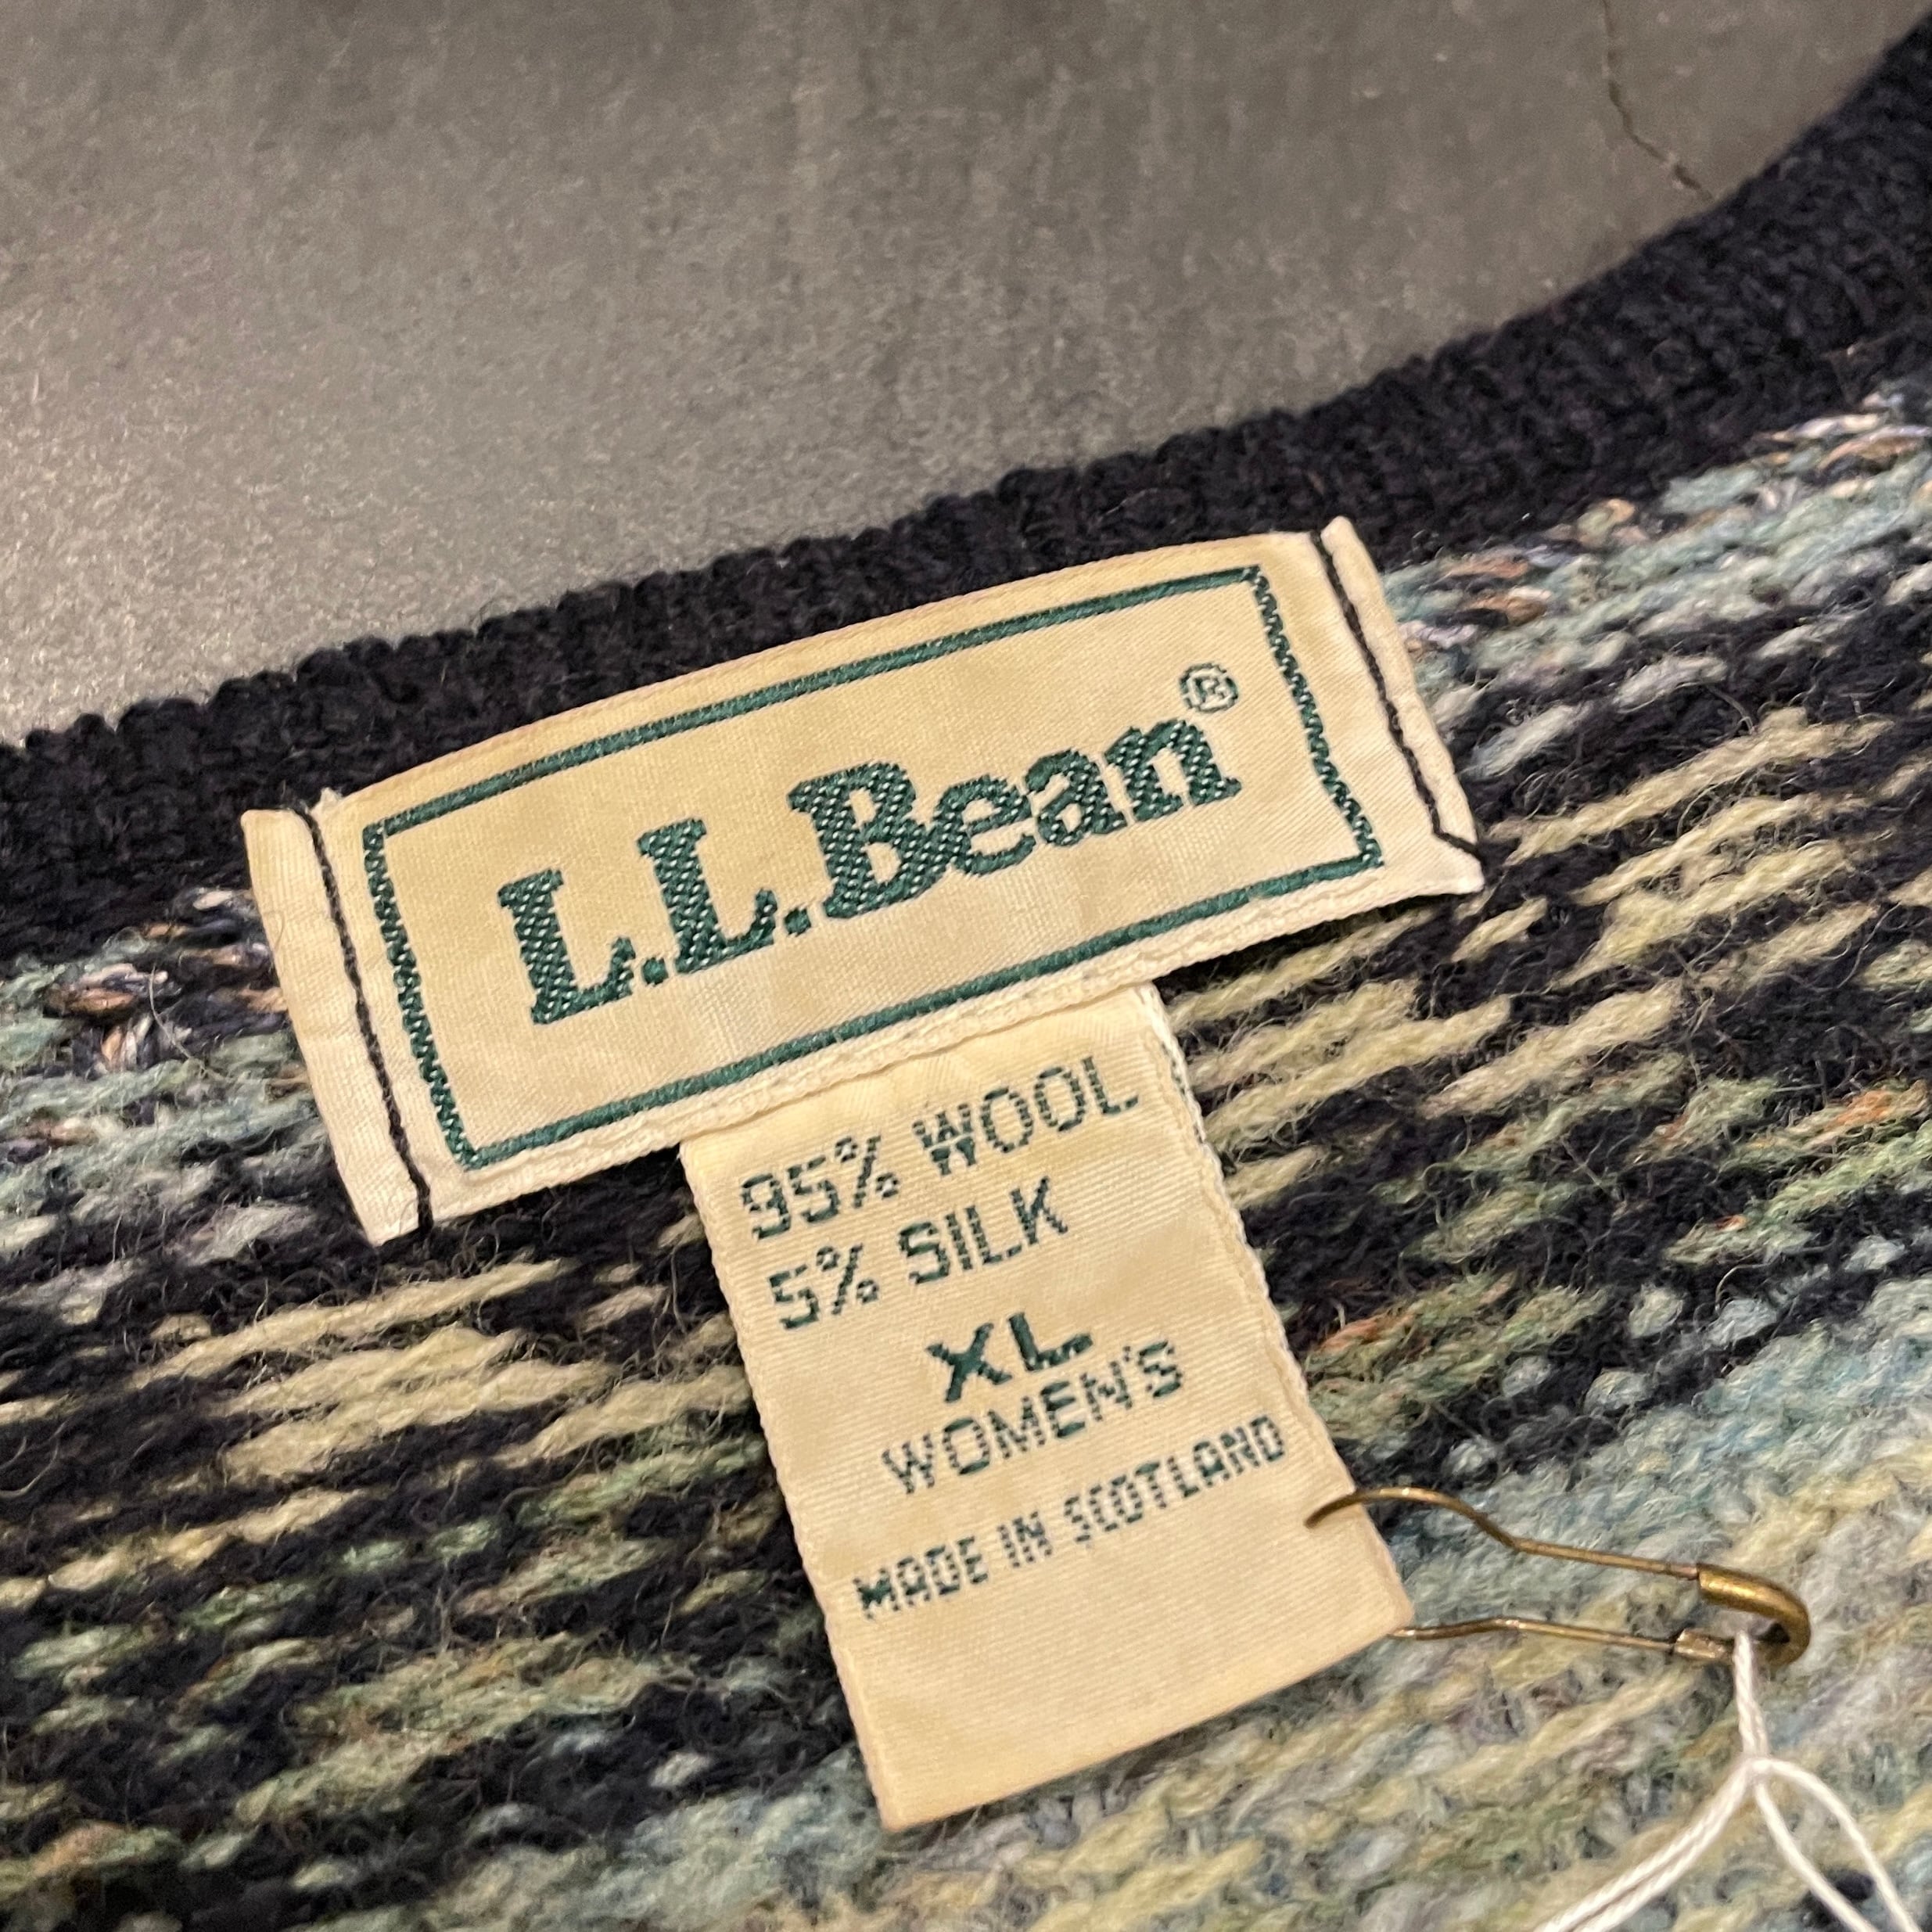 L.L.Bean®
95% WOOL
5% SILK
XL
WOMEN'S
MADE IN SCOTLAND